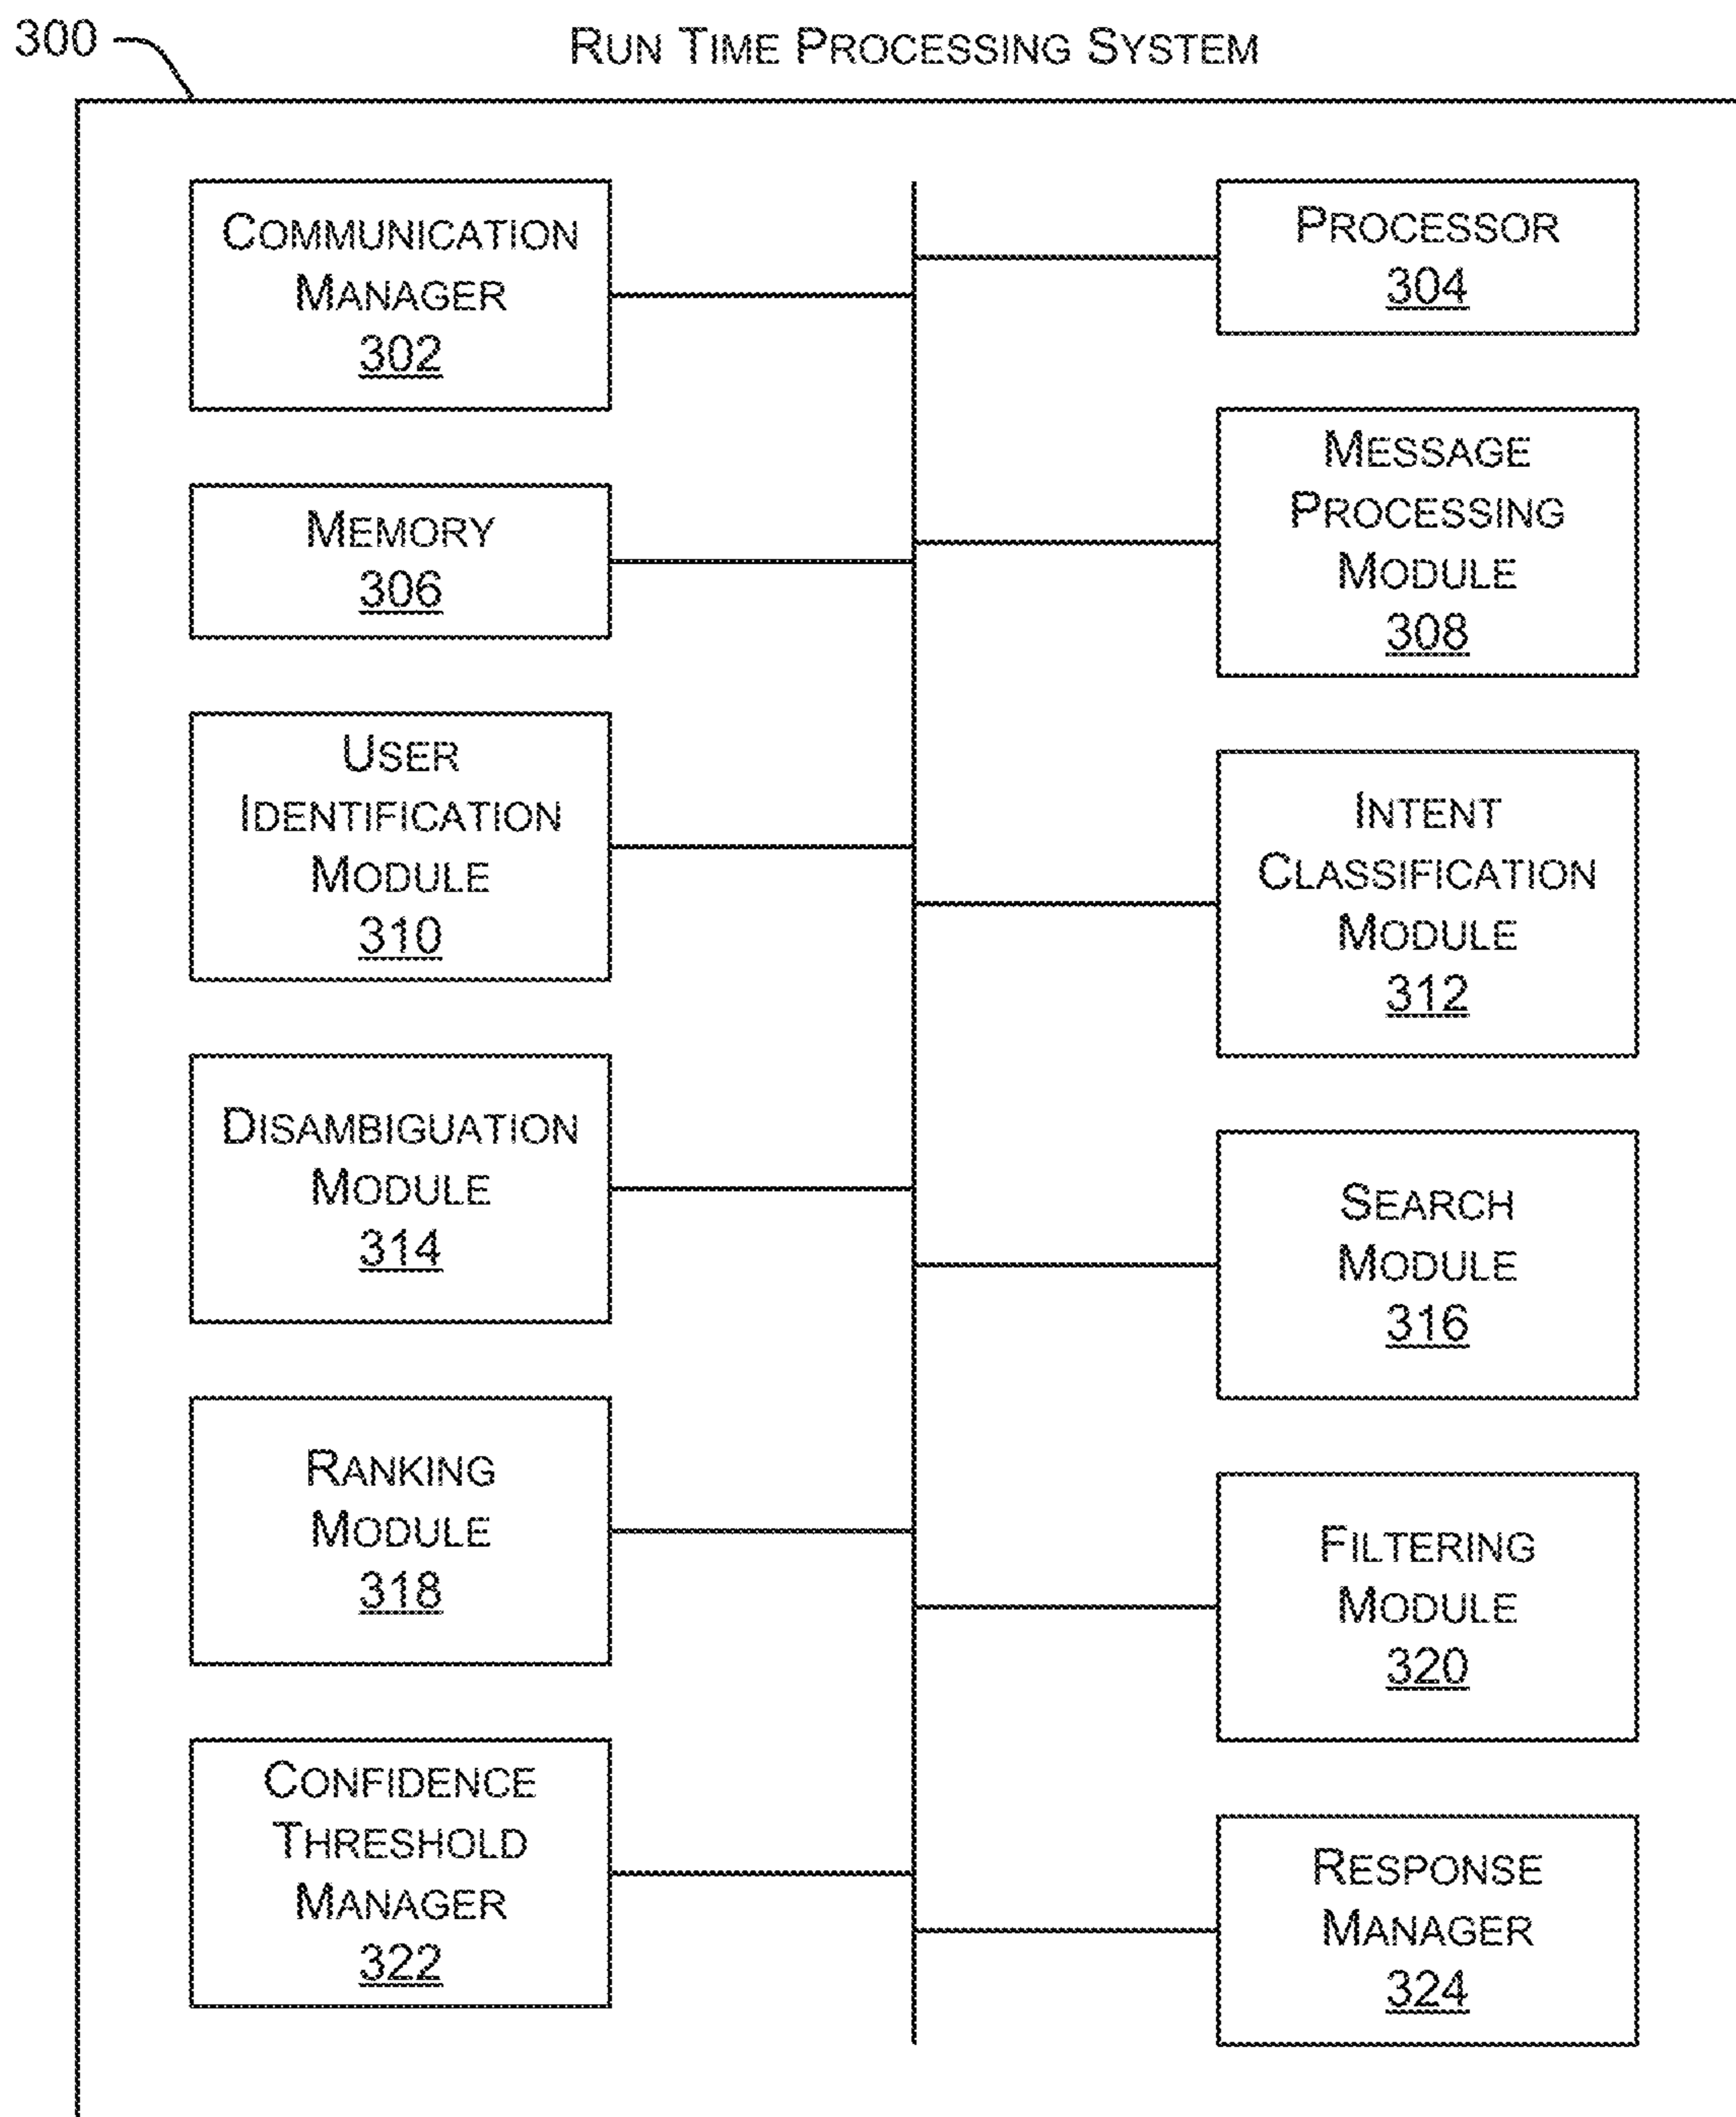 300
RUN TIME PROCESSING SYSTEM
COMMUNICATION
MANAGER
302
PROCESSOR
304
MEMORY
306
MESSAGE
PROCESSING
MODULE
308
USER
IDENTIFICATION
MODULE
310
INTENT
CLASSIFICATION
MODULE
312
DISAMBIGUATION
MODULE
314
SEARCH
MODULE
316
RANKING
MODULE
318
FILTERING
MODULE
320
CONFIDENCE
THRESHOLD
MANAGER
322
RESPONSE
MANAGER
324